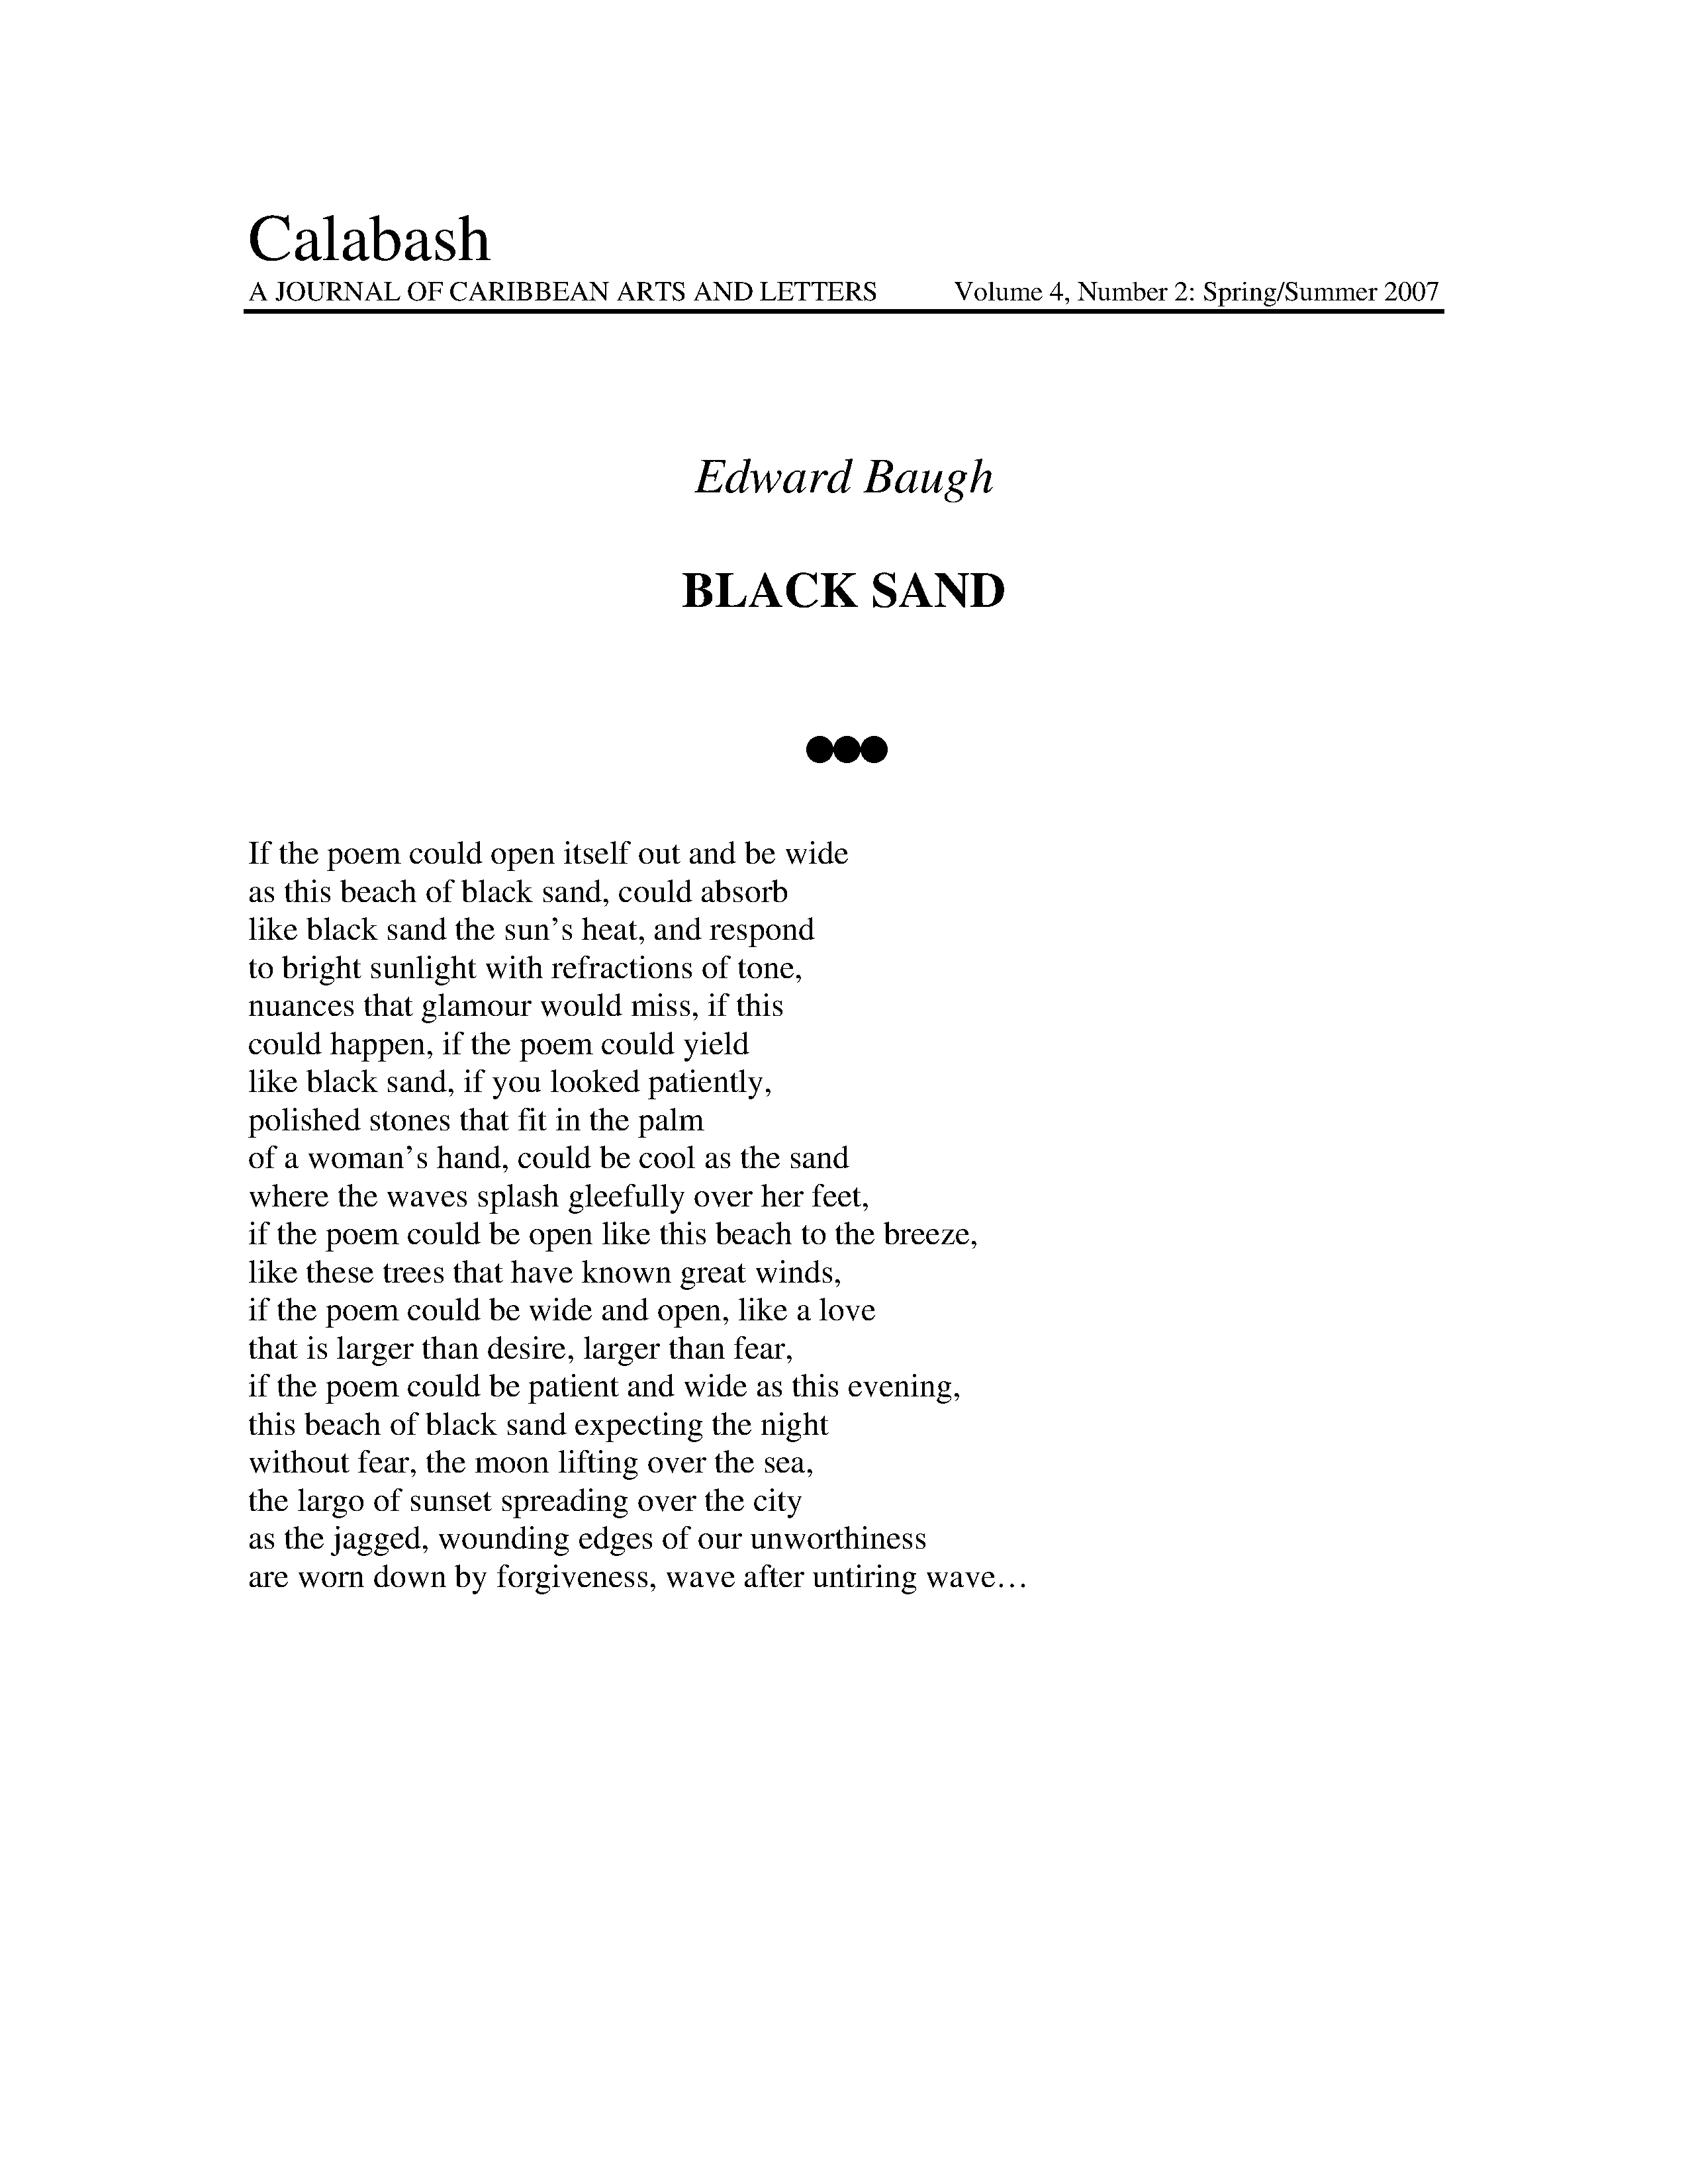 Calabash
A JOURNAL OF CARIBBEAN ARTS AND LETTERS Volume 4, Number 2: Spring/Summer 2007
Edward Baugh
BLACK SAND
If the poem could open itself out and be wide
as this beach of black sand, could absorb
like black sand the sun’s heat, and respond
to bright sunlight with refractions of tone,
nuances that glamour would miss, if this
could happen, if the poem could yield
like black sand, if you looked patiently,
polished stones that fit in the palm
of a woman’s hand, could be cool as the sand
where the waves splash gleefully over her feet,
if the poem could be open like this beach to the breeze,
like these trees that have known great winds,
if the poem could be wide and open, like a love
that is larger than desire, larger than fear,
if the poem could be patient and wide as this evening,
this beach of black sand expecting the night
without fear, the moon lifting over the sea,
the largo of sunset spreading over the city
as the jagged, wounding edges of our unworthiness
are worn down by forgiveness, wave after untiring wave…